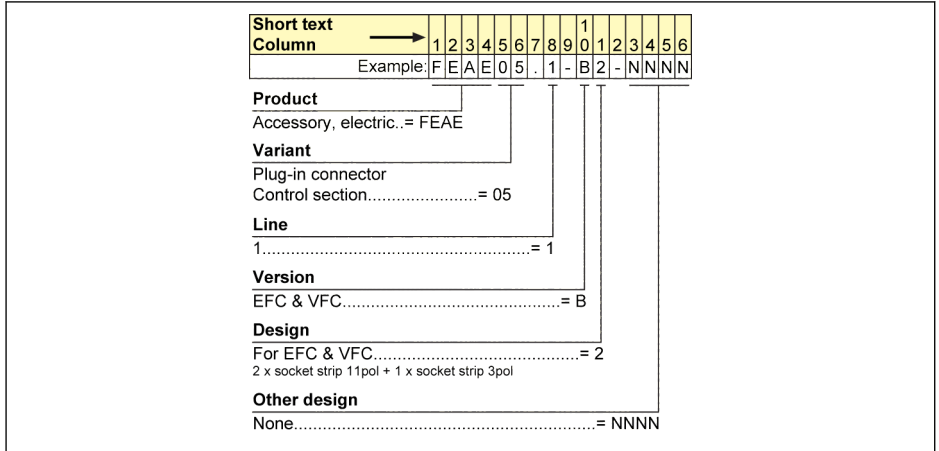 Short text
Column 1 2 3 4 5 6 7 8 9 10 1 2 3 4 5 6
Example: F E A E 0 5 . 1 - B 2 - N N N N
Product
Accessory, electric..= FEAE
Variant
Plug-in connector
Control section.......................= 05
Line
1........................................................= 1
Version
EFC & VFC..............................................= B
Design
For EFC & VFC...........................................= 2
2 x socket strip 11pol + 1 x socket strip 3pol
Other design
None...............................................................= NNNN